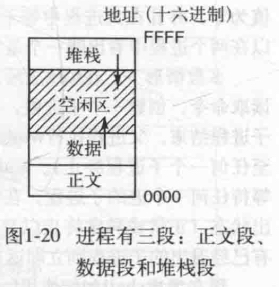 地址（十六进制）
FFFF
堆栈
空闲区
数据
正文
0000
图1-20 进程有三段：正文段、
数据段和堆栈段